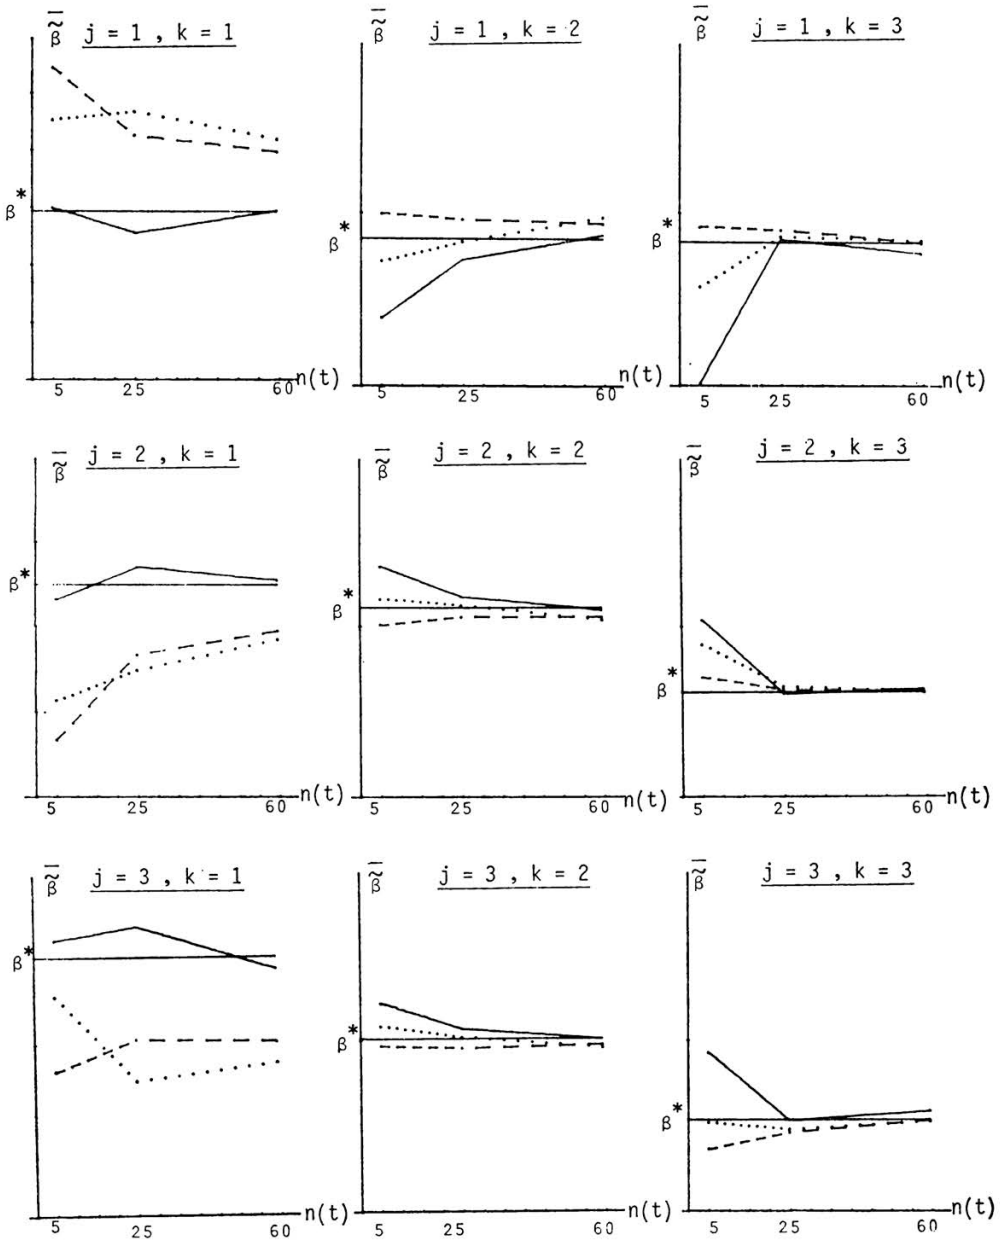 β̃̄ j = 1 , k = 1
β*
5 25 60 n(t)
β̃̄ j = 1 , k = 2
β*
5 25 60 n(t)
β̃̄ j = 1 , k = 3
β*
5 25 60 n(t)
β̃̄ j = 2 , k = 1
β*
5 25 60 n(t)
β̃̄ j = 2 , k = 2
β*
5 25 60 n(t)
β̃̄ j = 2 , k = 3
β*
5 25 60 n(t)
β̃̄ j = 3 , k = 1
β*
5 25 60 n(t)
β̃̄ j = 3 , k = 2
β*
5 25 60 n(t)
β̃̄ j = 3 , k = 3
β*
5 25 60 n(t)